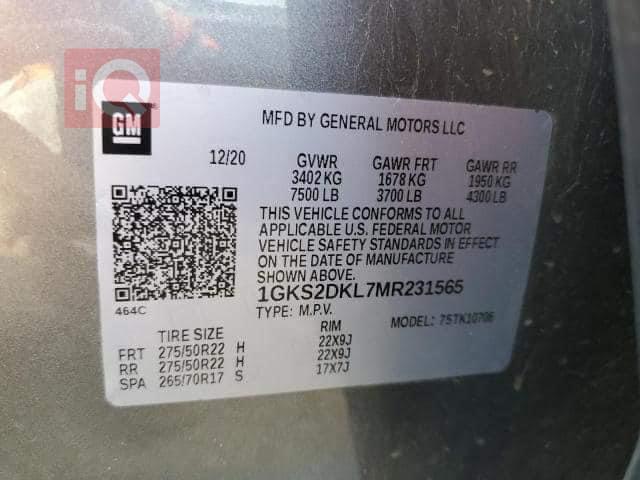 iQ
GM
MFD BY GENERAL MOTORS LLC
12/20 GVWR GAWR FRT GAWR RR
3402 KG 1678 KG 1950 KG
7500 LB 3700 LB 4300 LB
THIS VEHICLE CONFORMS TO ALL
APPLICABLE U.S. FEDERAL MOTOR
VEHICLE SAFETY STANDARDS IN EFFECT
ON THE DATE OF MANUFACTURE
1GKS2DKL7MR231565
464C
TYPE: M.P.V. MODEL: 7STK10706
TIRE SIZE RIM
FRT 275/50R22 H 22X9J
RR 275/50R22 H 22X9J
SPA 265/70R17 S 17X7J